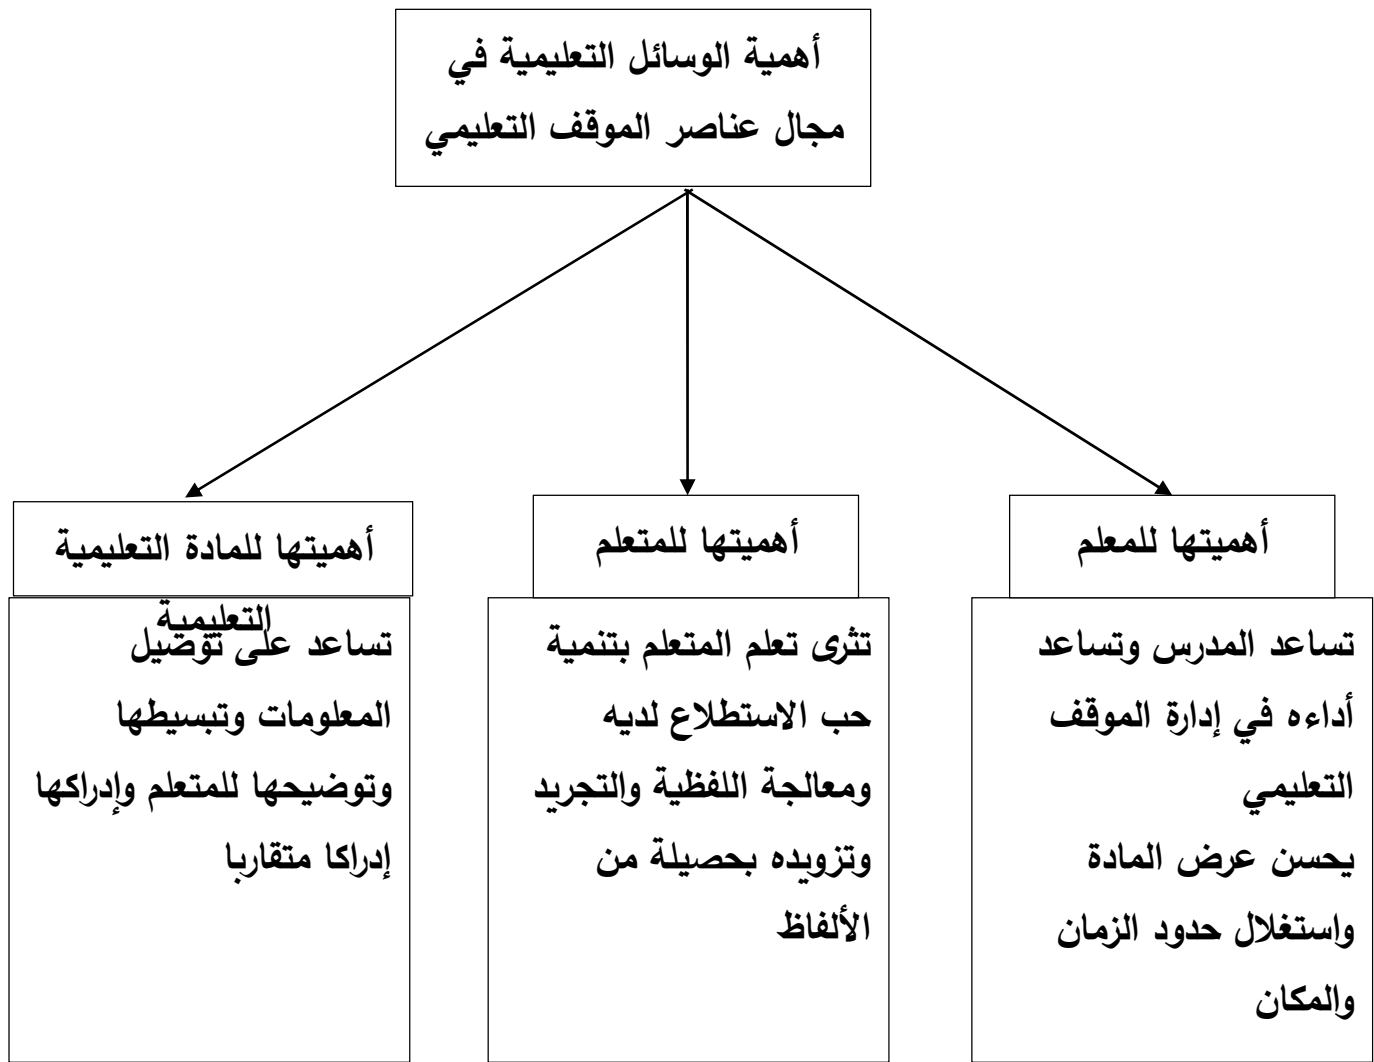 أهمية الوسائل التعليمية في
مجال عناصر الموقف التعليمي
أهميتها للمعلم
تساعد المدرس وتساعد
أداءه في إدارة الموقف
التعليمي
يحسن عرض المادة
واستغلال حدود الزمان
والمكان
أهميتها للمتعلم
تثرى تعلم المتعلم بتنمية
حب الاستطلاع لديه
ومعالجة اللفظية والتجريد
وتزويده بحصيلة من
الألفاظ
أهميتها للمادة التعليمية
التعليمية
تساعد على توصيل
المعلومات وتبسيطها
وتوضيحها للمتعلم وإدراكها
إدراكا متقاربا